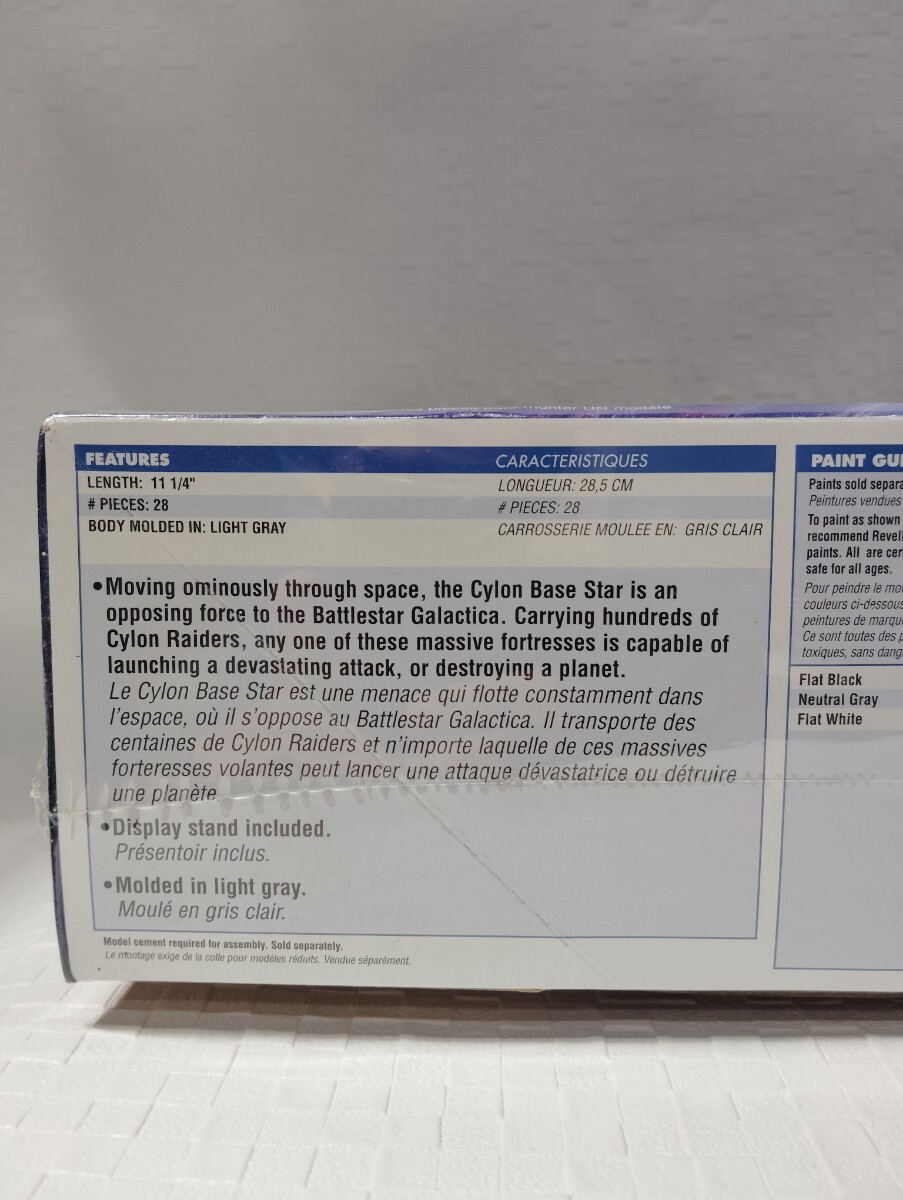 FEATURES
CARACTERISTIQUES
LENGTH: 11 1/4"
LONGUEUR: 28,5 CM
# PIECES: 28
# PIECES: 28
BODY MOLDED IN: LIGHT GRAY
CARROSSERIE MOULEE EN: GRIS CLAIR
•Moving ominously through space, the Cylon Base Star is an
opposing force to the Battlestar Galactica. Carrying hundreds of
Cylon Raiders, any one of these massive fortresses is capable of
launching a devastating attack, or destroying a planet.
Le Cylon Base Star est une menace qui flotte constamment dans
l'espace, où il s'oppose au Battlestar Galactica. Il transporte des
centaines de Cylon Raiders et n'importe laquelle de ces massives
forteresses volantes peut lancer une attaque dévastatrice ou détruire
une planète.
•Display stand included.
Présentoir inclus.
•Molded in light gray.
Moulé en gris clair.
Model cement required for assembly. Sold separately.
Le montage exige de la colle pour modèles réduits. Vendue séparément.
PAINT
Paints sold
Peintures vendues
To paint as shown
recommend Revell
paints. All are
safe for all ages.
Pour peindre le
couleurs ci-dessous
peintures de
Ce sont toutes des
toxiques, sans
Flat Black
Neutral Gray
Flat White